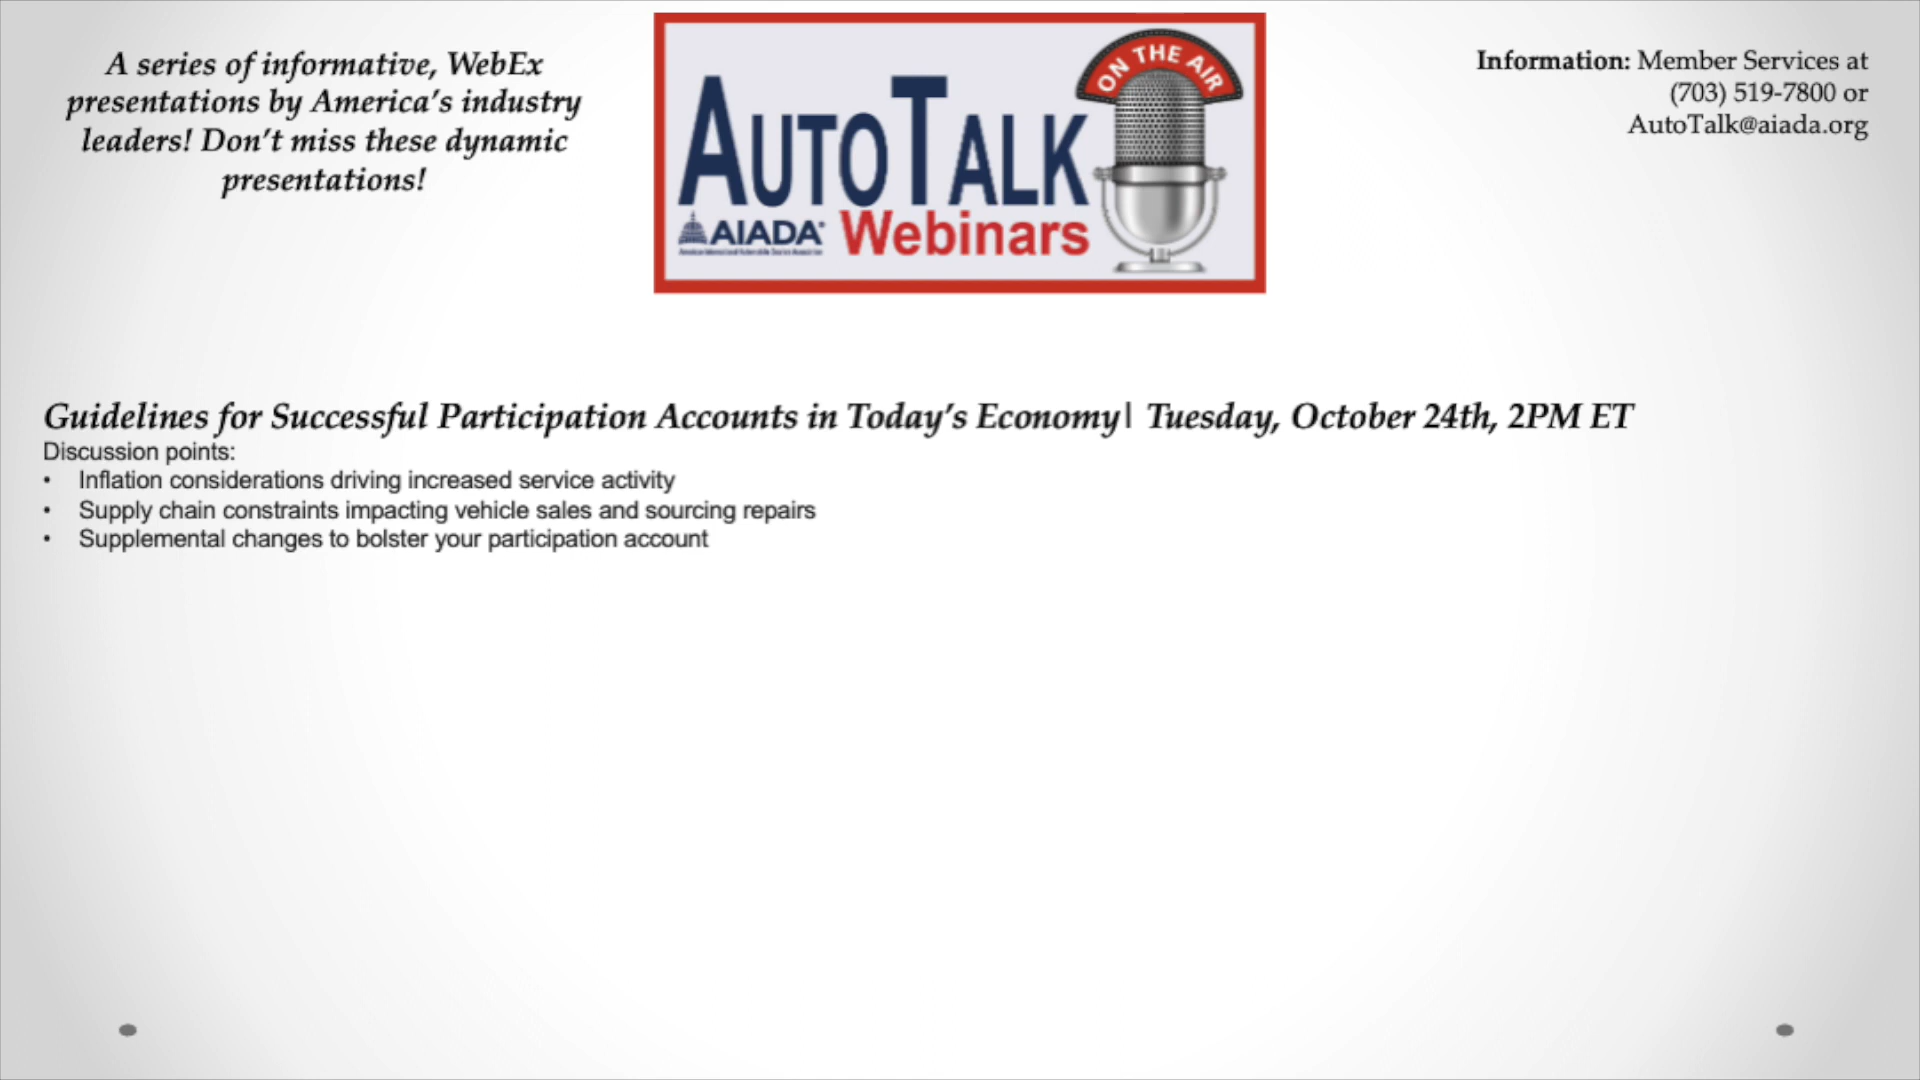 A series of informative, WebEx
presentations by America's industry
leaders! Don't miss these dynamic
presentations!
ON THE AIR
AUTOTALK
AIADA®
Webinars
Information: Member Services at
(703) 519-7800 or
AutoTalk@aiada.org
Guidelines for Successful Participation Accounts in Today's Economy| Tuesday, October 24th, 2PM ET
Discussion points:
• Inflation considerations driving increased service activity
• Supply chain constraints impacting vehicle sales and sourcing repairs
• Supplemental changes to bolster your participation account